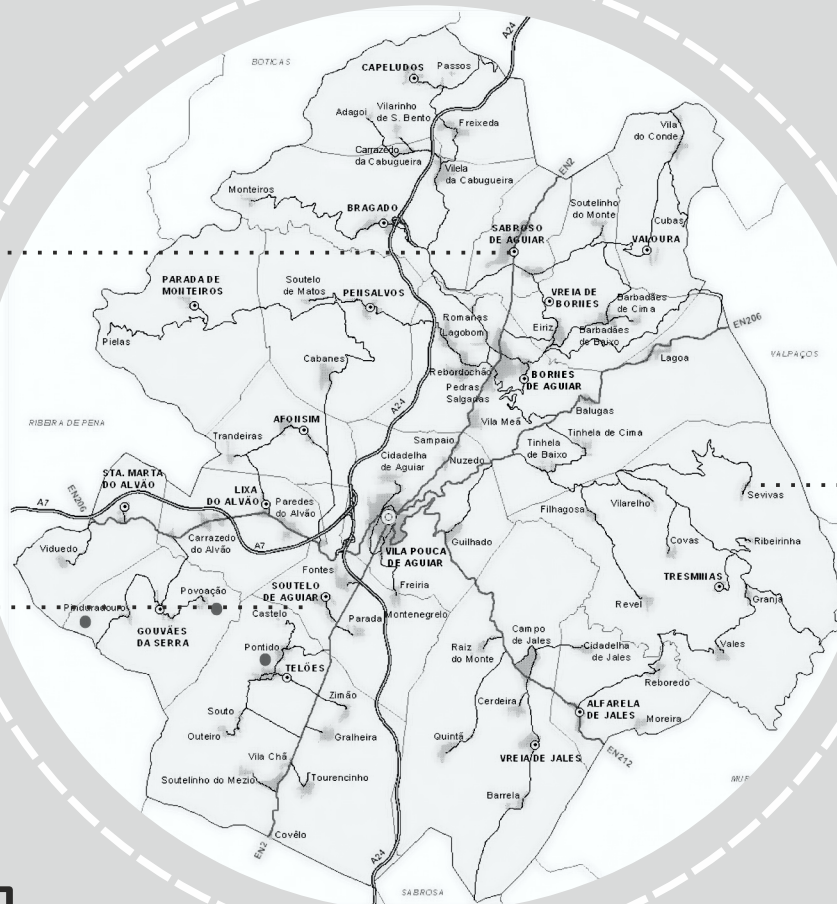 A24
BOTICAS
CAPELUDOS
Passos
Adagoi
Vilarinho
de S. Bento
Freixeda
Vila
do Conde
Carrazedo
da Cabugueira
Vilela
da Cabugueira
EN2
Monteiros
Soutelinho
do Monte
BRAGADO
Cubas
SABROSO
DE AGUIAR
VALOURA
PARADA DE
MONTEIROS
Soutelo
de Matos
PENSALVOS
VREIA DE
BORNES
Barbadães
de Cima
Romanas
Lagobom
Eiriz
Barbadães
de Baixo
EN206
Pielas
Cabanes
Lagoa
VALPAÇOS
Rebordochão
BORNES
DE AGUIAR
Pedras
Salgadas
A24
Balugas
RIBEIRA DE PENA
AFONSIM
Vila Meã
Trandeiras
Sampaio
Tinhela
de Baixo
Tinhela de Cima
Cidadelha
de Aguiar
Nuzedo
STA. MARTA
DO ALVÃO
EN206
LIXA
DO ALVÃO
Paredes
do Alvão
A7
Sevivas
Filhagosa
Vilarelho
Carrazedo
do Alvão
A7
Viduedo
VILA POUCA
DE AGUIAR
Guilhado
Covas
Ribeirinha
Fontes
TRESMINAS
Povoação
SOUTELO
DE AGUIAR
Freiria
Pinduradouro
Castelo
Parada
Montenegrelo
Revel
Granja
GOUVÃES
DA SERRA
Campo
de Jales
Pontido
Raiz
do Monte
Cidadelha
de Jales
Vales
TELÕES
Reboredo
Zimão
Cerdeira
ALFARELA
DE JALES
Souto
Moreira
Outeiro
Gralheira
Quintã
Vila Chã
VREIA DE JALES
EN212
Soutelinho do Mezio
Tourencinho
Barrela
Covêlo
EN2
A24
SABROSA